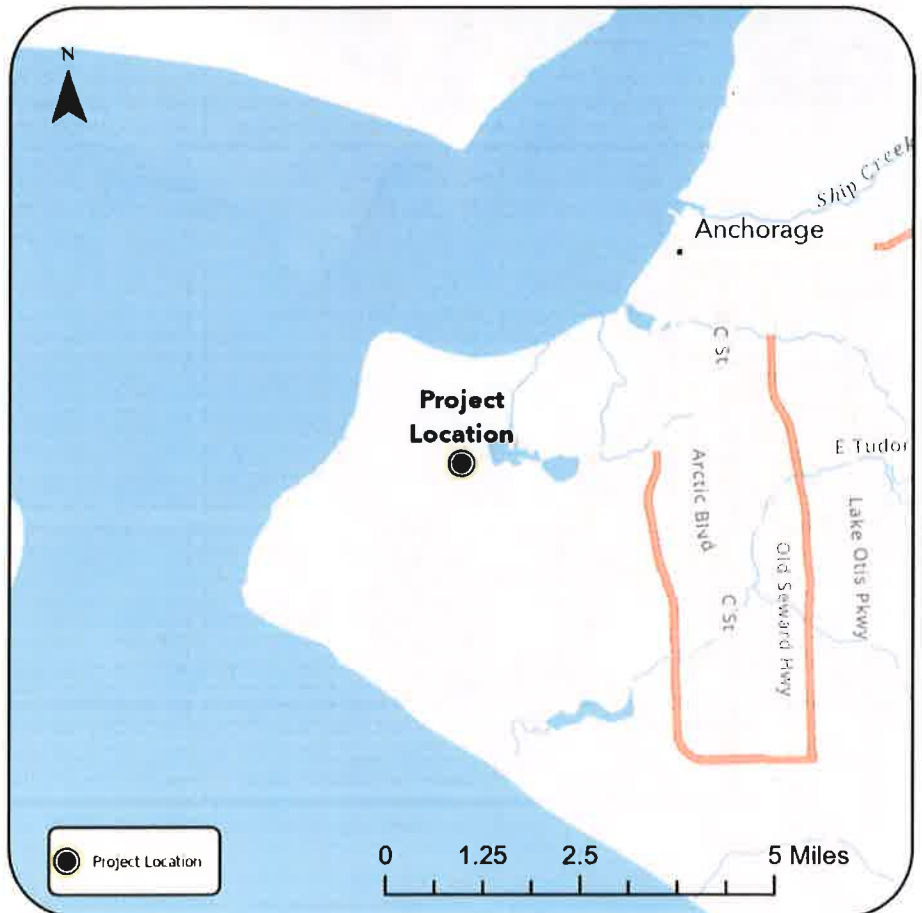 N
Ship Creek
Anchorage
C St
Project
Location
E Tudor
Arctic Blvd
Lake Otis Pkwy
Old Seward Hwy
C St
Project Location
0 1.25 2.5 5 Miles